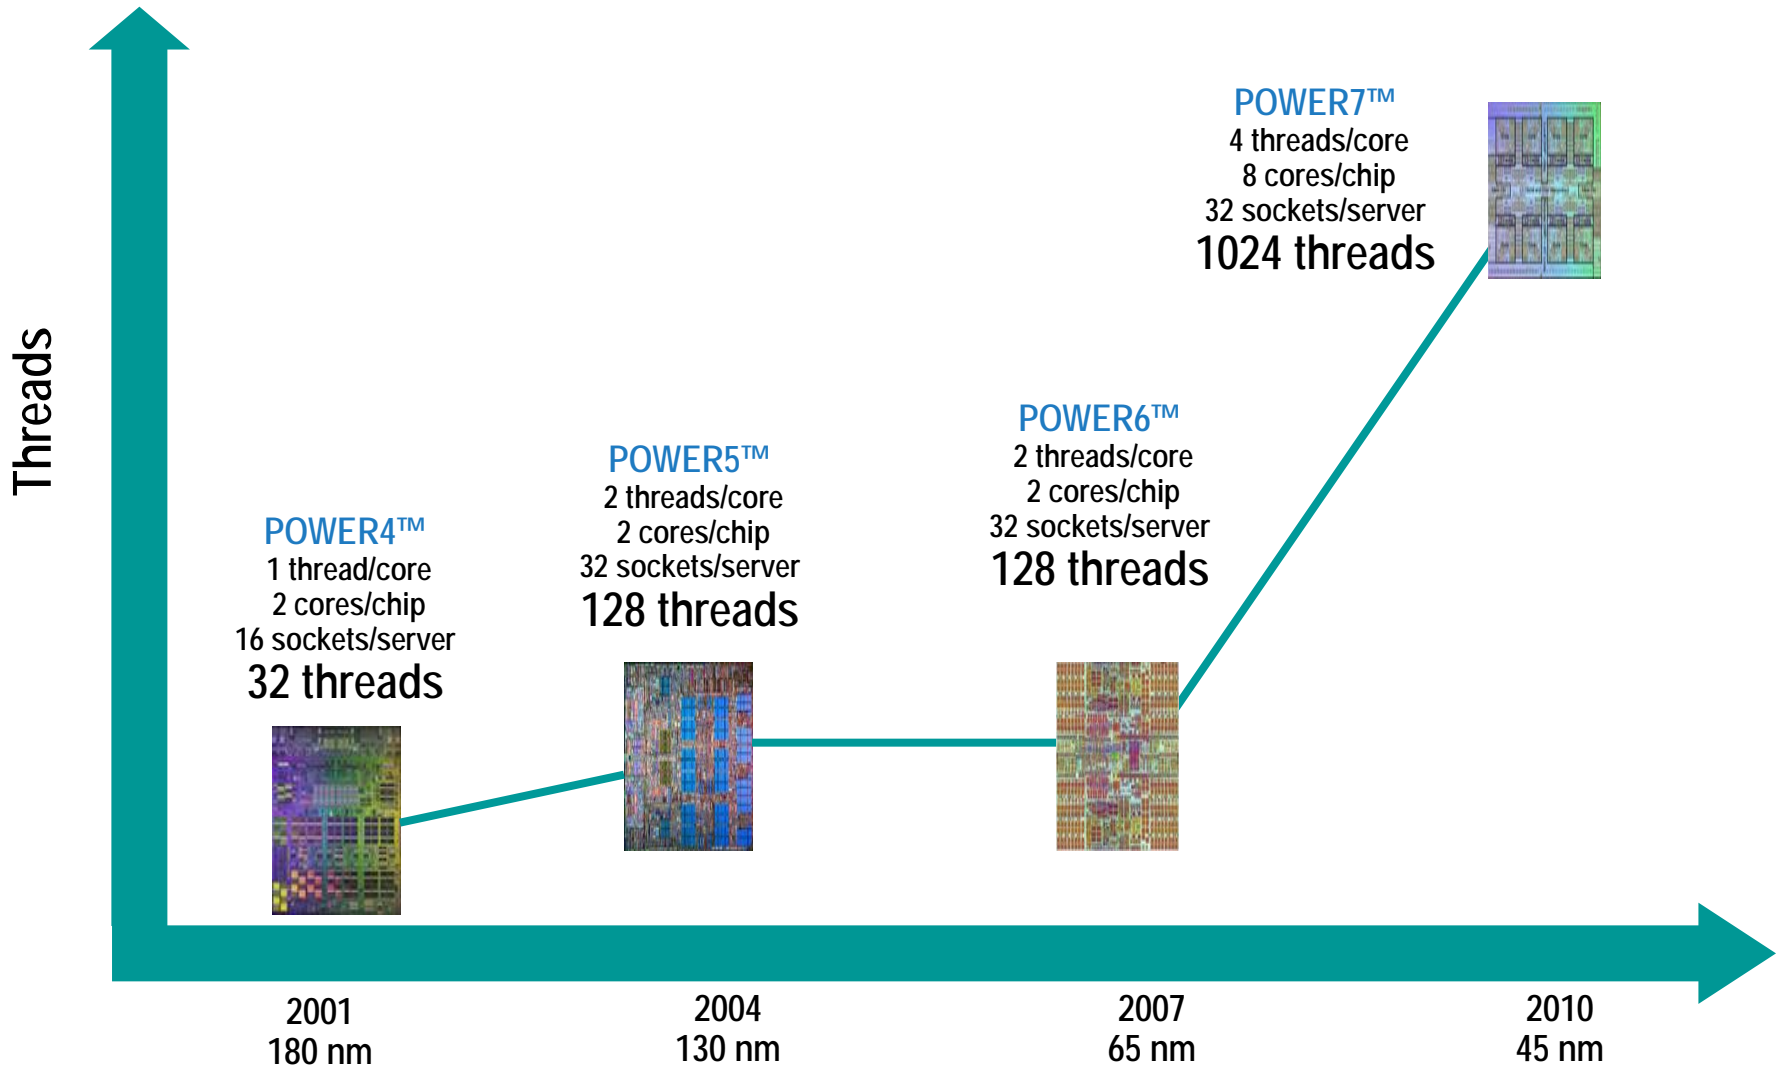 Threads
POWER4™
1 thread/core
2 cores/chip
16 sockets/server
32 threads
POWER5™
2 threads/core
2 cores/chip
32 sockets/server
128 threads
POWER6™
2 threads/core
2 cores/chip
32 sockets/server
128 threads
POWER7™
4 threads/core
8 cores/chip
32 sockets/server
1024 threads
2001
180 nm
2004
130 nm
2007
65 nm
2010
45 nm